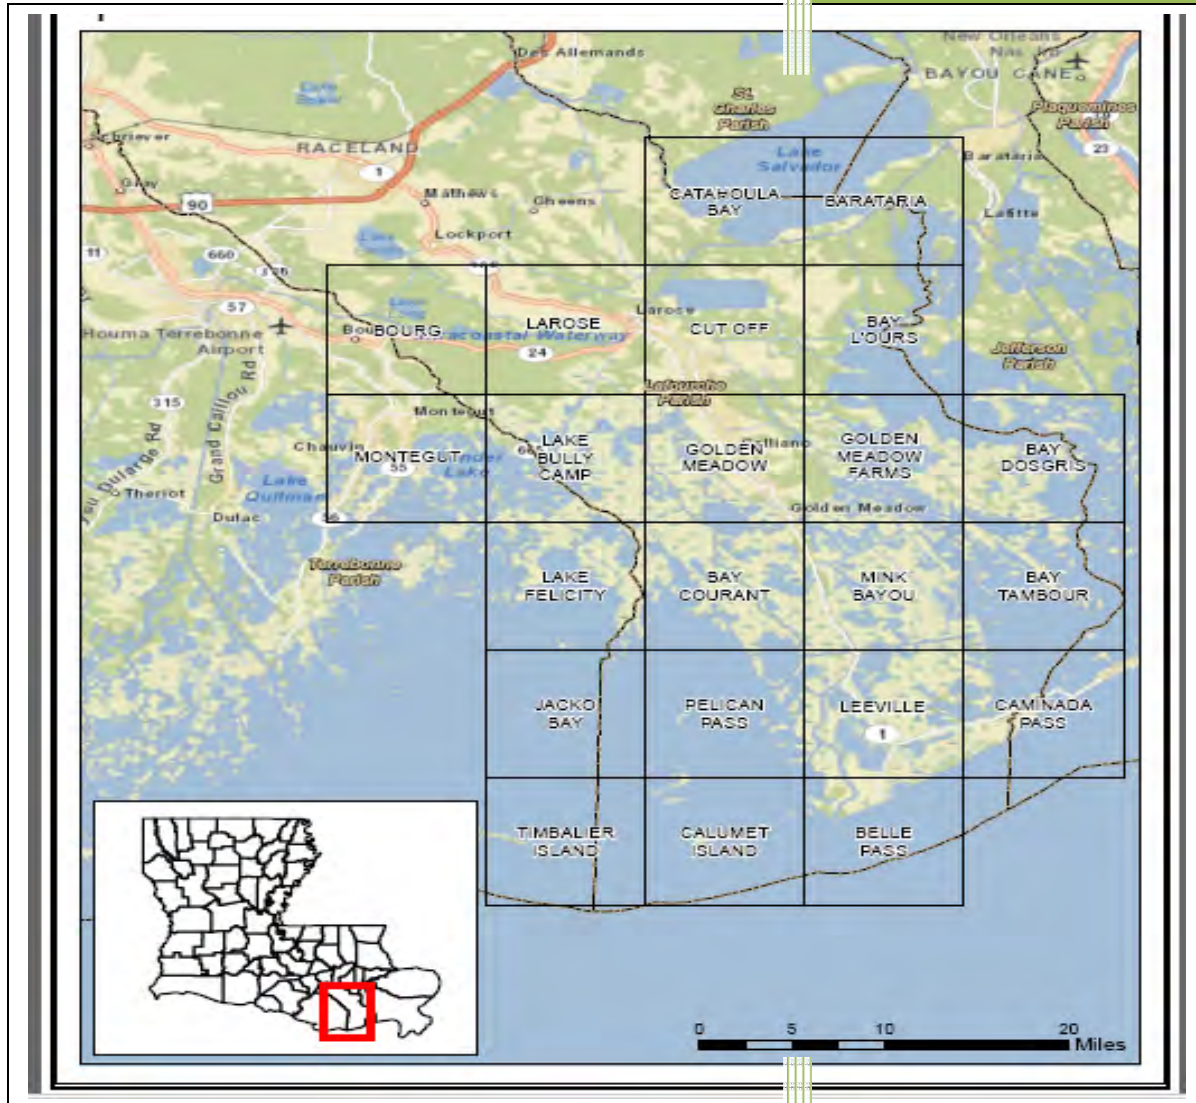 Des Allemands
New Orleans
Nas Jrb
BAYOU CANE
St.
Charles
Parish
Plaquemines
Parish
Schriever
RACELAND
1
Lake
Salvador
Barataria
23
Gray
90
Mathews
Gheens
CATAHOULA
BAY
BARATARIA
Lafitte
Lockport
11
660
57
Houma Terrebonne
Airport
BOURG
LAROSE
Larose
CUT OFF
BAY
L'OURS
24
Jefferson
Parish
315
Grand Caillou Rd
Lafourche
Parish
Montegut
Chauvin
MONTEGUT
55
LAKE
BULLY
CAMP
GOLDEN
MEADOW
GOLDEN
MEADOW
FARMS
BAY
DOSGRIS
Lake
Theriot
Dulac
56
Golden Meadow
Terrebonne
Parish
LAKE
FELICITY
BAY
COURANT
MINK
BAYOU
BAY
TAMBOUR
JACKO
BAY
PELICAN
PASS
LEEVILLE
CAMINADA
PASS
1
TIMBALIER
ISLAND
CALUMET
ISLAND
BELLE
PASS
0 5 10 20
Miles